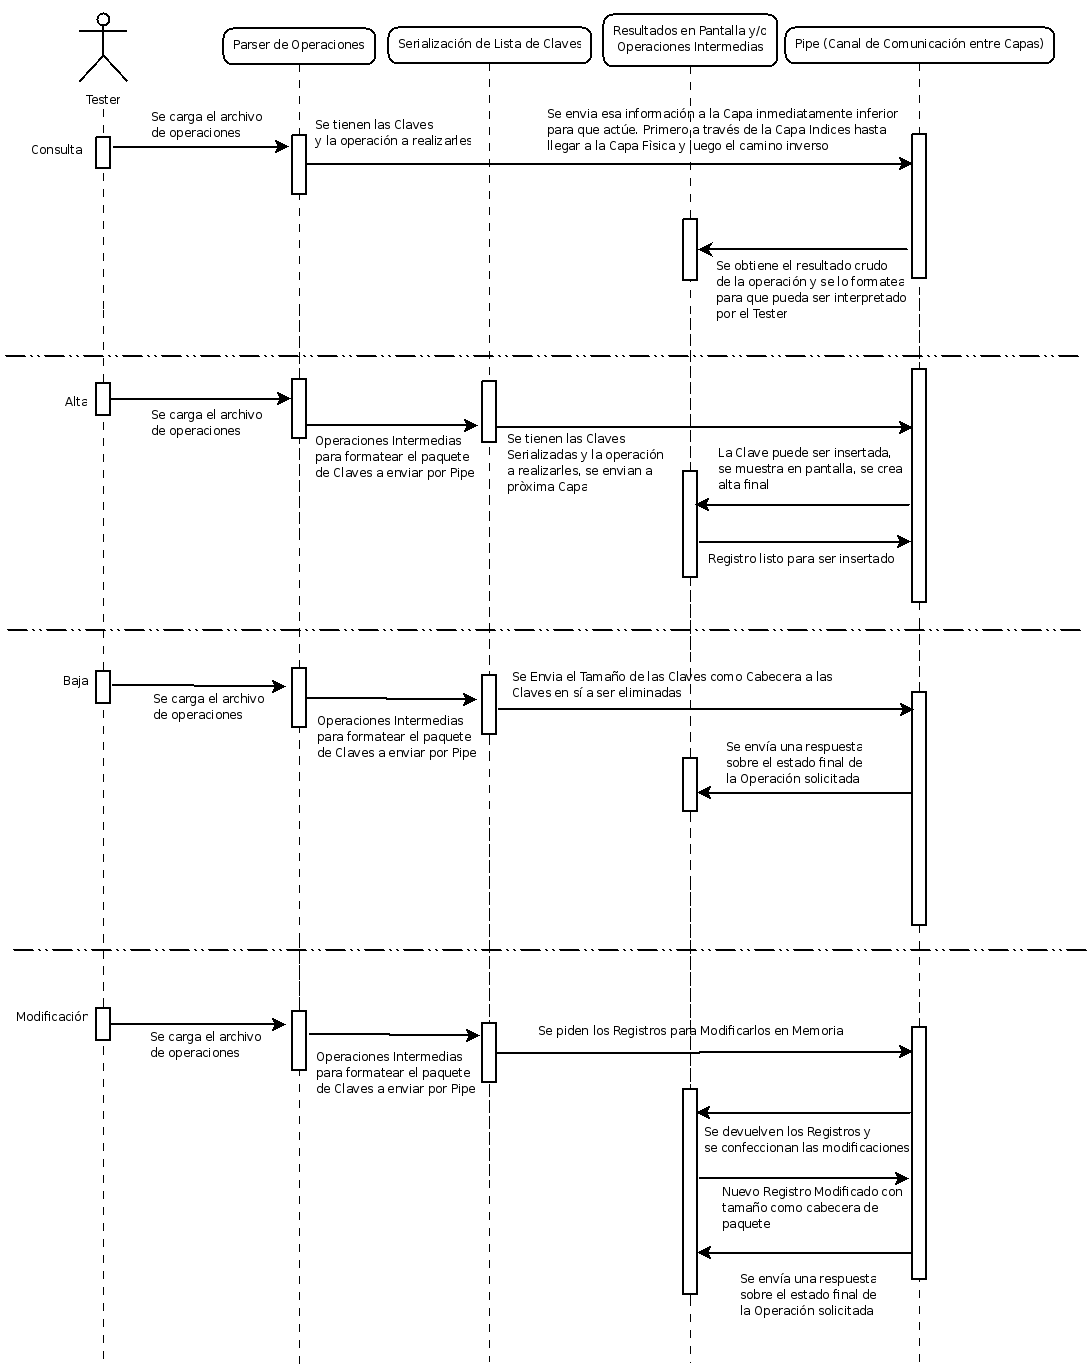 Tester
Parser de Operaciones
Serialización de Lista de Claves
Resultados en Pantalla y/o
Operaciones Intermedias
Pipe (Canal de Comunicación entre Capas)
Consulta
Se carga el archivo
de operaciones
Se tienen las Claves
y la operación a realizarles
Se envia esa información a la Capa inmediatamente inferior
para que actúe. Primero a través de la Capa Indices hasta
llegar a la Capa Fìsica y luego el camino inverso
Se obtiene el resultado crudo
de la operación y se lo formatea
para que pueda ser interpretado
por el Tester
Alta
Se carga el archivo
de operaciones
Operaciones Intermedias
para formatear el paquete
de Claves a enviar por Pipe
Se tienen las Claves
Serializadas y la operación
a realizarles, se envian a
pròxima Capa
La Clave puede ser insertada,
se muestra en pantalla, se crea
alta final
Registro listo para ser insertado
Baja
Se carga el archivo
de operaciones
Operaciones Intermedias
para formatear el paquete
de Claves a enviar por Pipe
Se Envia el Tamaño de las Claves como Cabecera a las
Claves en sí a ser eliminadas
Se envía una respuesta
sobre el estado final de
la Operación solicitada
Modificación
Se carga el archivo
de operaciones
Operaciones Intermedias
para formatear el paquete
de Claves a enviar por Pipe
Se piden los Registros para Modificarlos en Memoria
Se devuelven los Registros y
se confeccionan las modificaciones
Nuevo Registro Modificado con
tamaño como cabecera de
paquete
Se envía una respuesta
sobre el estado final de
la Operación solicitada